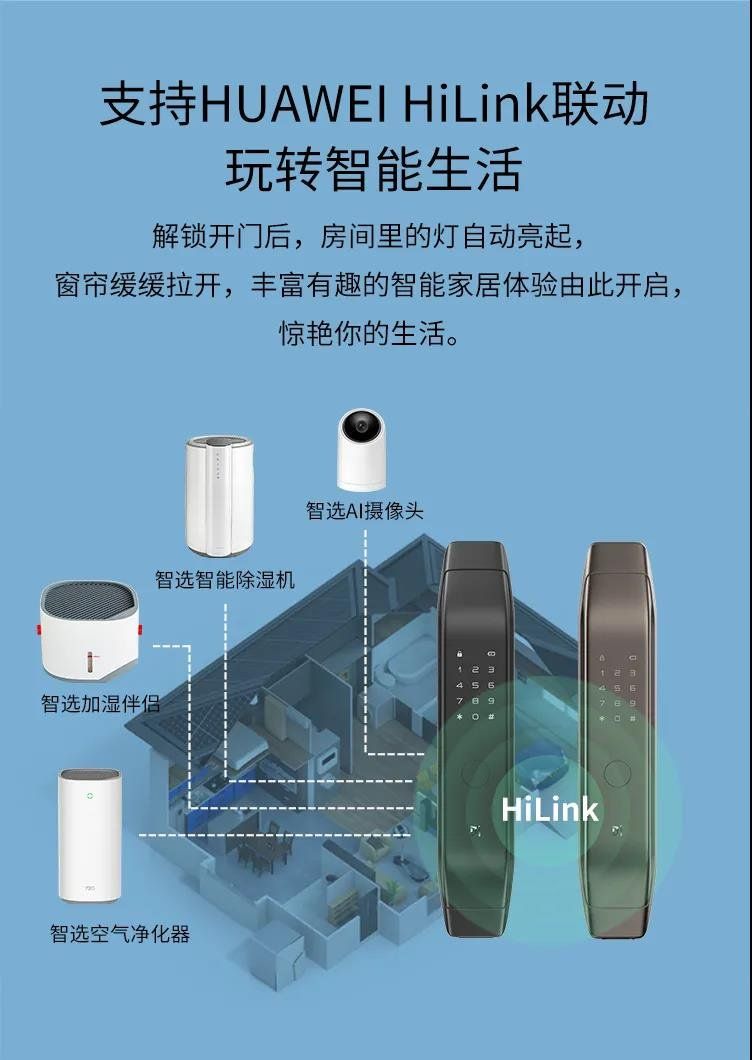 支持HUAWEI HiLink联动
玩转智能生活
解锁开门后，房间里的灯自动亮起，
窗帘缓缓拉开，丰富有趣的智能家居体验由此开启，
惊艳你的生活。
智选AI摄像头
智选智能除湿机
智选加湿伴侣
智选空气净化器
1 2 3
4 5 6
7 8 9
* 0 #
1 2 3
4 5 6
7 8 9
* 0 #
HiLink